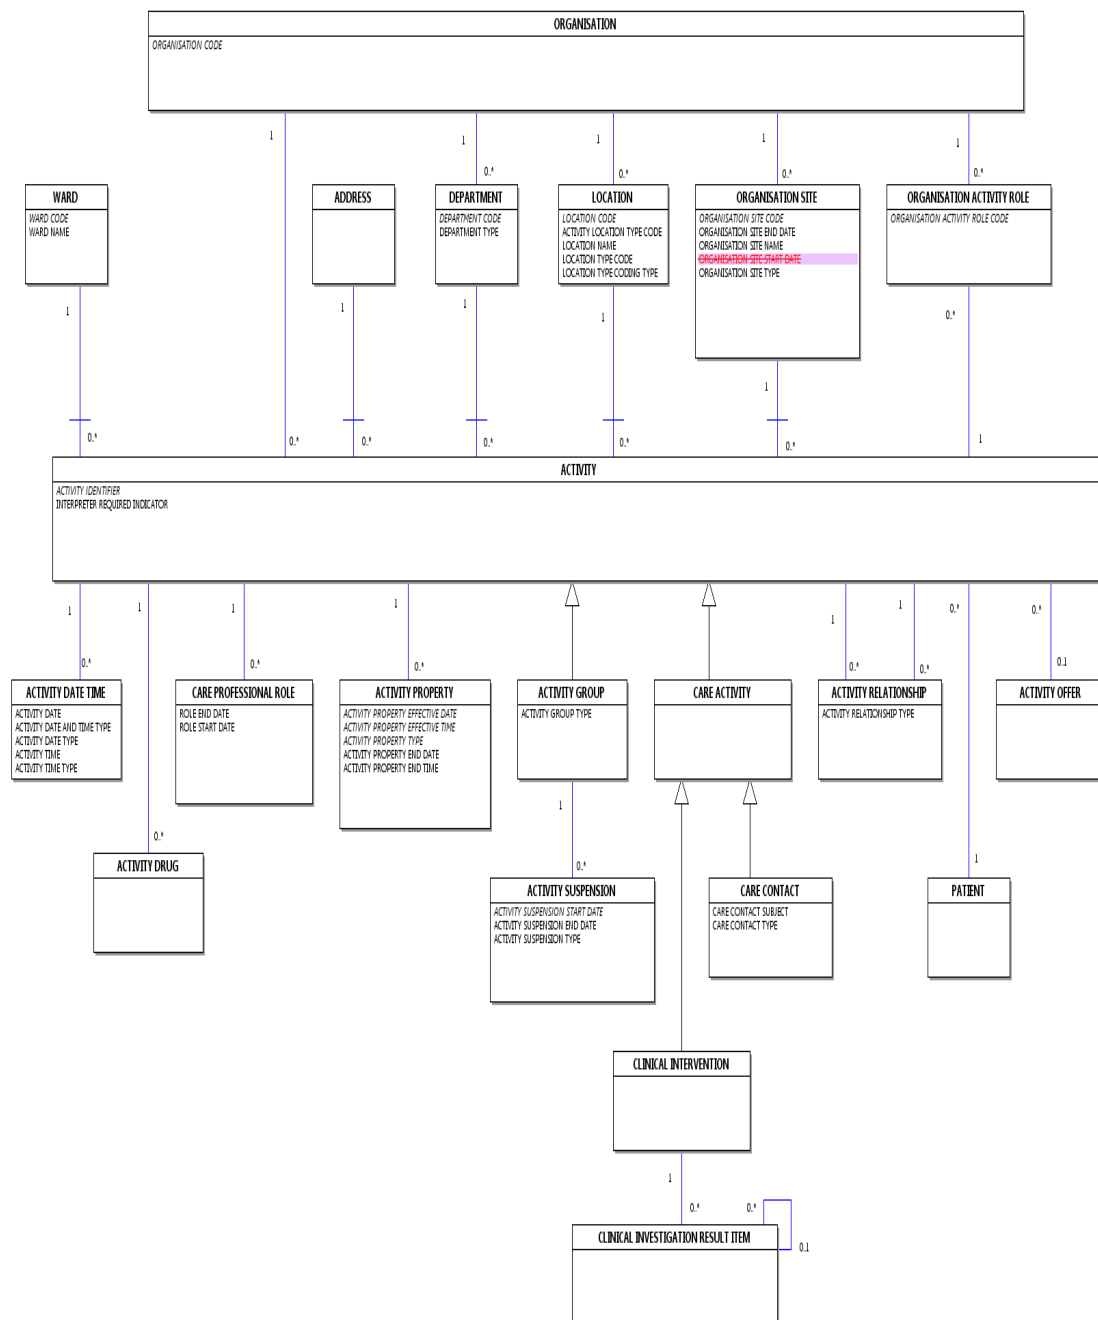 ORGANISATION
ORGANISATION CODE
1
1
1
1
1
0..*
0..*
0..*
0..*
WARD
WARD CODE
WARD NAME
ADDRESS
DEPARTMENT
DEPARTMENT CODE
DEPARTMENT TYPE
LOCATION
LOCATION CODE
ACTIVITY LOCATION TYPE CODE
LOCATION NAME
LOCATION TYPE CODE
LOCATION TYPE CODING TYPE
ORGANISATION SITE
ORGANISATION SITE CODE
ORGANISATION SITE END DATE
ORGANISATION SITE NAME
ORGANISATION SITE START DATE
ORGANISATION SITE TYPE
ORGANISATION ACTIVITY ROLE
ORGANISATION ACTIVITY ROLE CODE
1
1
1
1
0..*
1
0..*
0..*
0..*
0..*
0..*
0..*
1
ACTIVITY
ACTIVITY IDENTIFIER
INTERPRETER REQUIRED INDICATOR
1
1
1
1
1
1
0..*
0..*
0..*
0..*
0..*
0..*
0..*
0..1
ACTIVITY DATE TIME
ACTIVITY DATE
ACTIVITY DATE AND TIME TYPE
ACTIVITY DATE TYPE
ACTIVITY TIME
ACTIVITY TIME TYPE
CARE PROFESSIONAL ROLE
ROLE END DATE
ROLE START DATE
ACTIVITY PROPERTY
ACTIVITY PROPERTY EFFECTIVE DATE
ACTIVITY PROPERTY EFFECTIVE TIME
ACTIVITY PROPERTY TYPE
ACTIVITY PROPERTY END DATE
ACTIVITY PROPERTY END TIME
ACTIVITY GROUP
ACTIVITY GROUP TYPE
CARE ACTIVITY
ACTIVITY RELATIONSHIP
ACTIVITY RELATIONSHIP TYPE
ACTIVITY OFFER
0..*
1
0..*
1
ACTIVITY DRUG
ACTIVITY SUSPENSION
ACTIVITY SUSPENSION START DATE
ACTIVITY SUSPENSION END DATE
ACTIVITY SUSPENSION TYPE
CARE CONTACT
CARE CONTACT SUBJECT
CARE CONTACT TYPE
PATIENT
CLINICAL INTERVENTION
1
0..*
0..*
CLINICAL INVESTIGATION RESULT ITEM
0..1